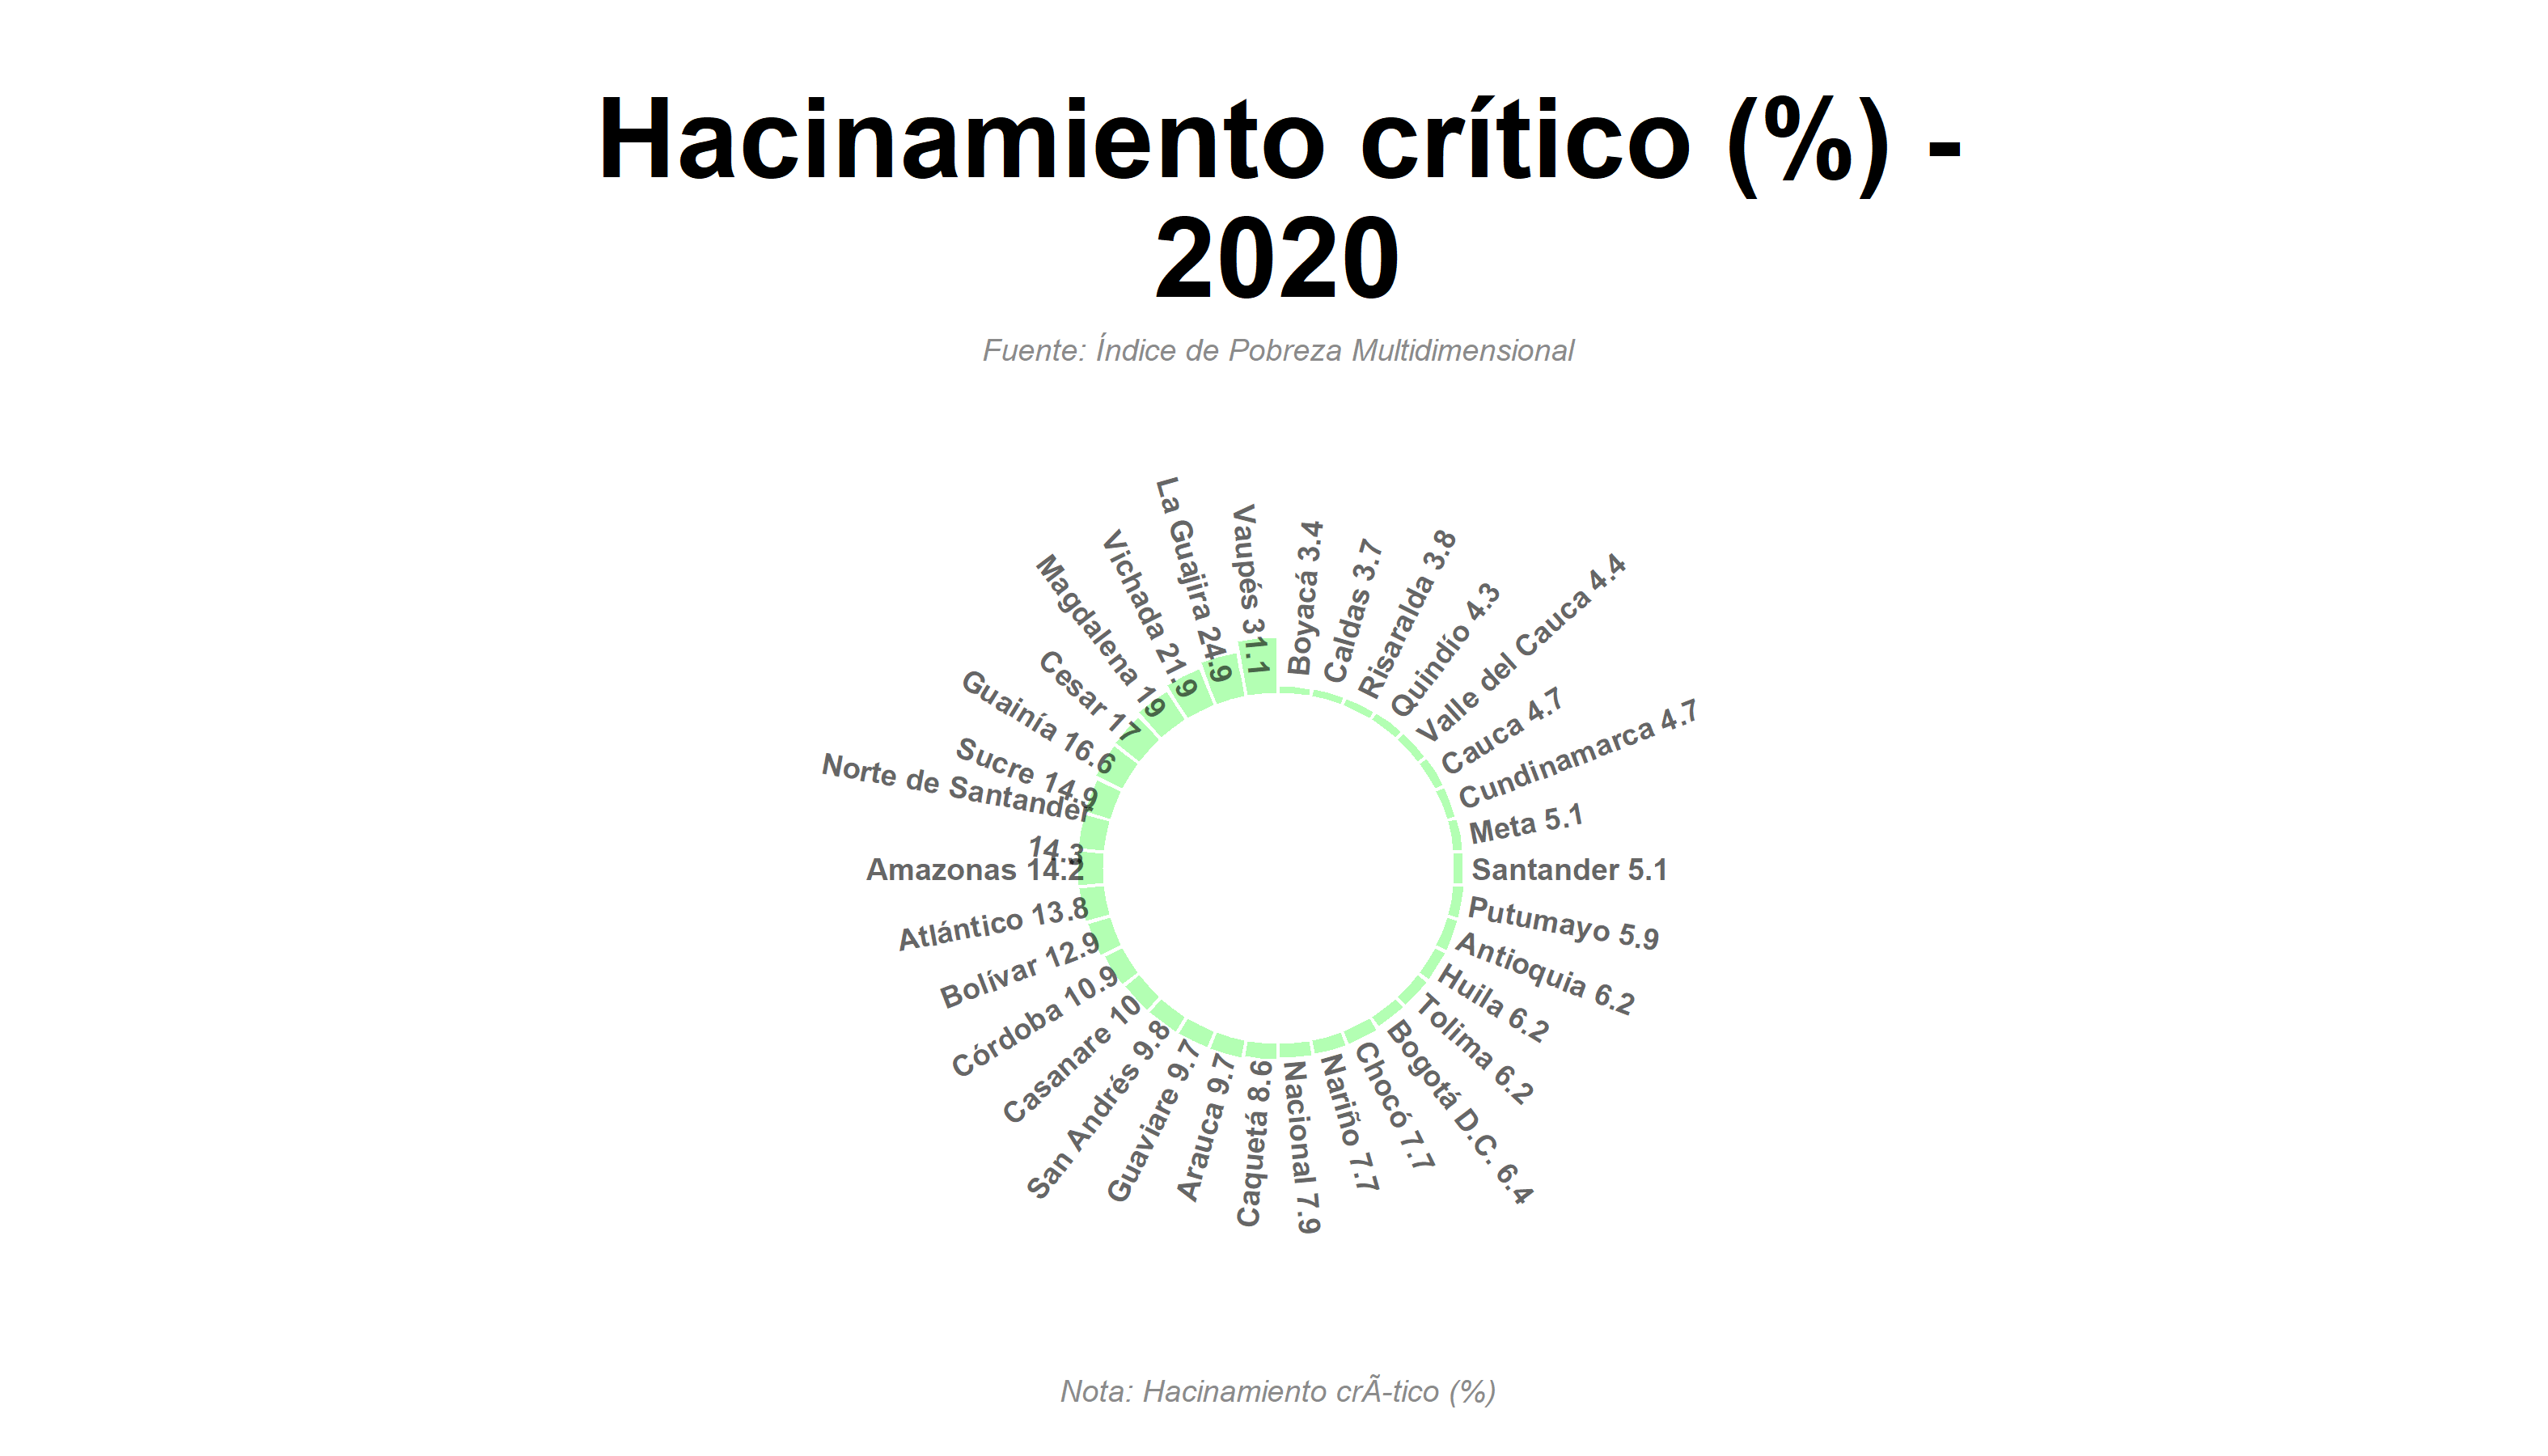 Hacinamiento crítico (%) -
2020
Fuente: Índice de Pobreza Multidimensional
Boyacá 3.4
Caldas 3.7
Risaralda 3.8
Quindío 4.3
Valle del Cauca 4.4
Cauca 4.7
Cundinamarca 4.7
Meta 5.1
Santander 5.1
Putumayo 5.9
Antioquia 6.2
Huila 6.2
Tolima 6.2
Bogotá D.C. 6.4
Chocó 7.7
Nariño 7.7
Nacional 7.9
Caquetá 8.6
Arauca 9.7
Guaviare 9.7
San Andrés 9.8
Casanare 10
Córdoba 10.9
Bolívar 12.9
Atlántico 13.8
Amazonas 14.2
Norte de Santander
14.3
Sucre 14.9
Guainía 16.6
Cesar 17
Magdalena 19
Vichada 21.9
La Guajira 24.9
Vaupés 31.1
Nota: Hacinamiento crÃ-tico (%)